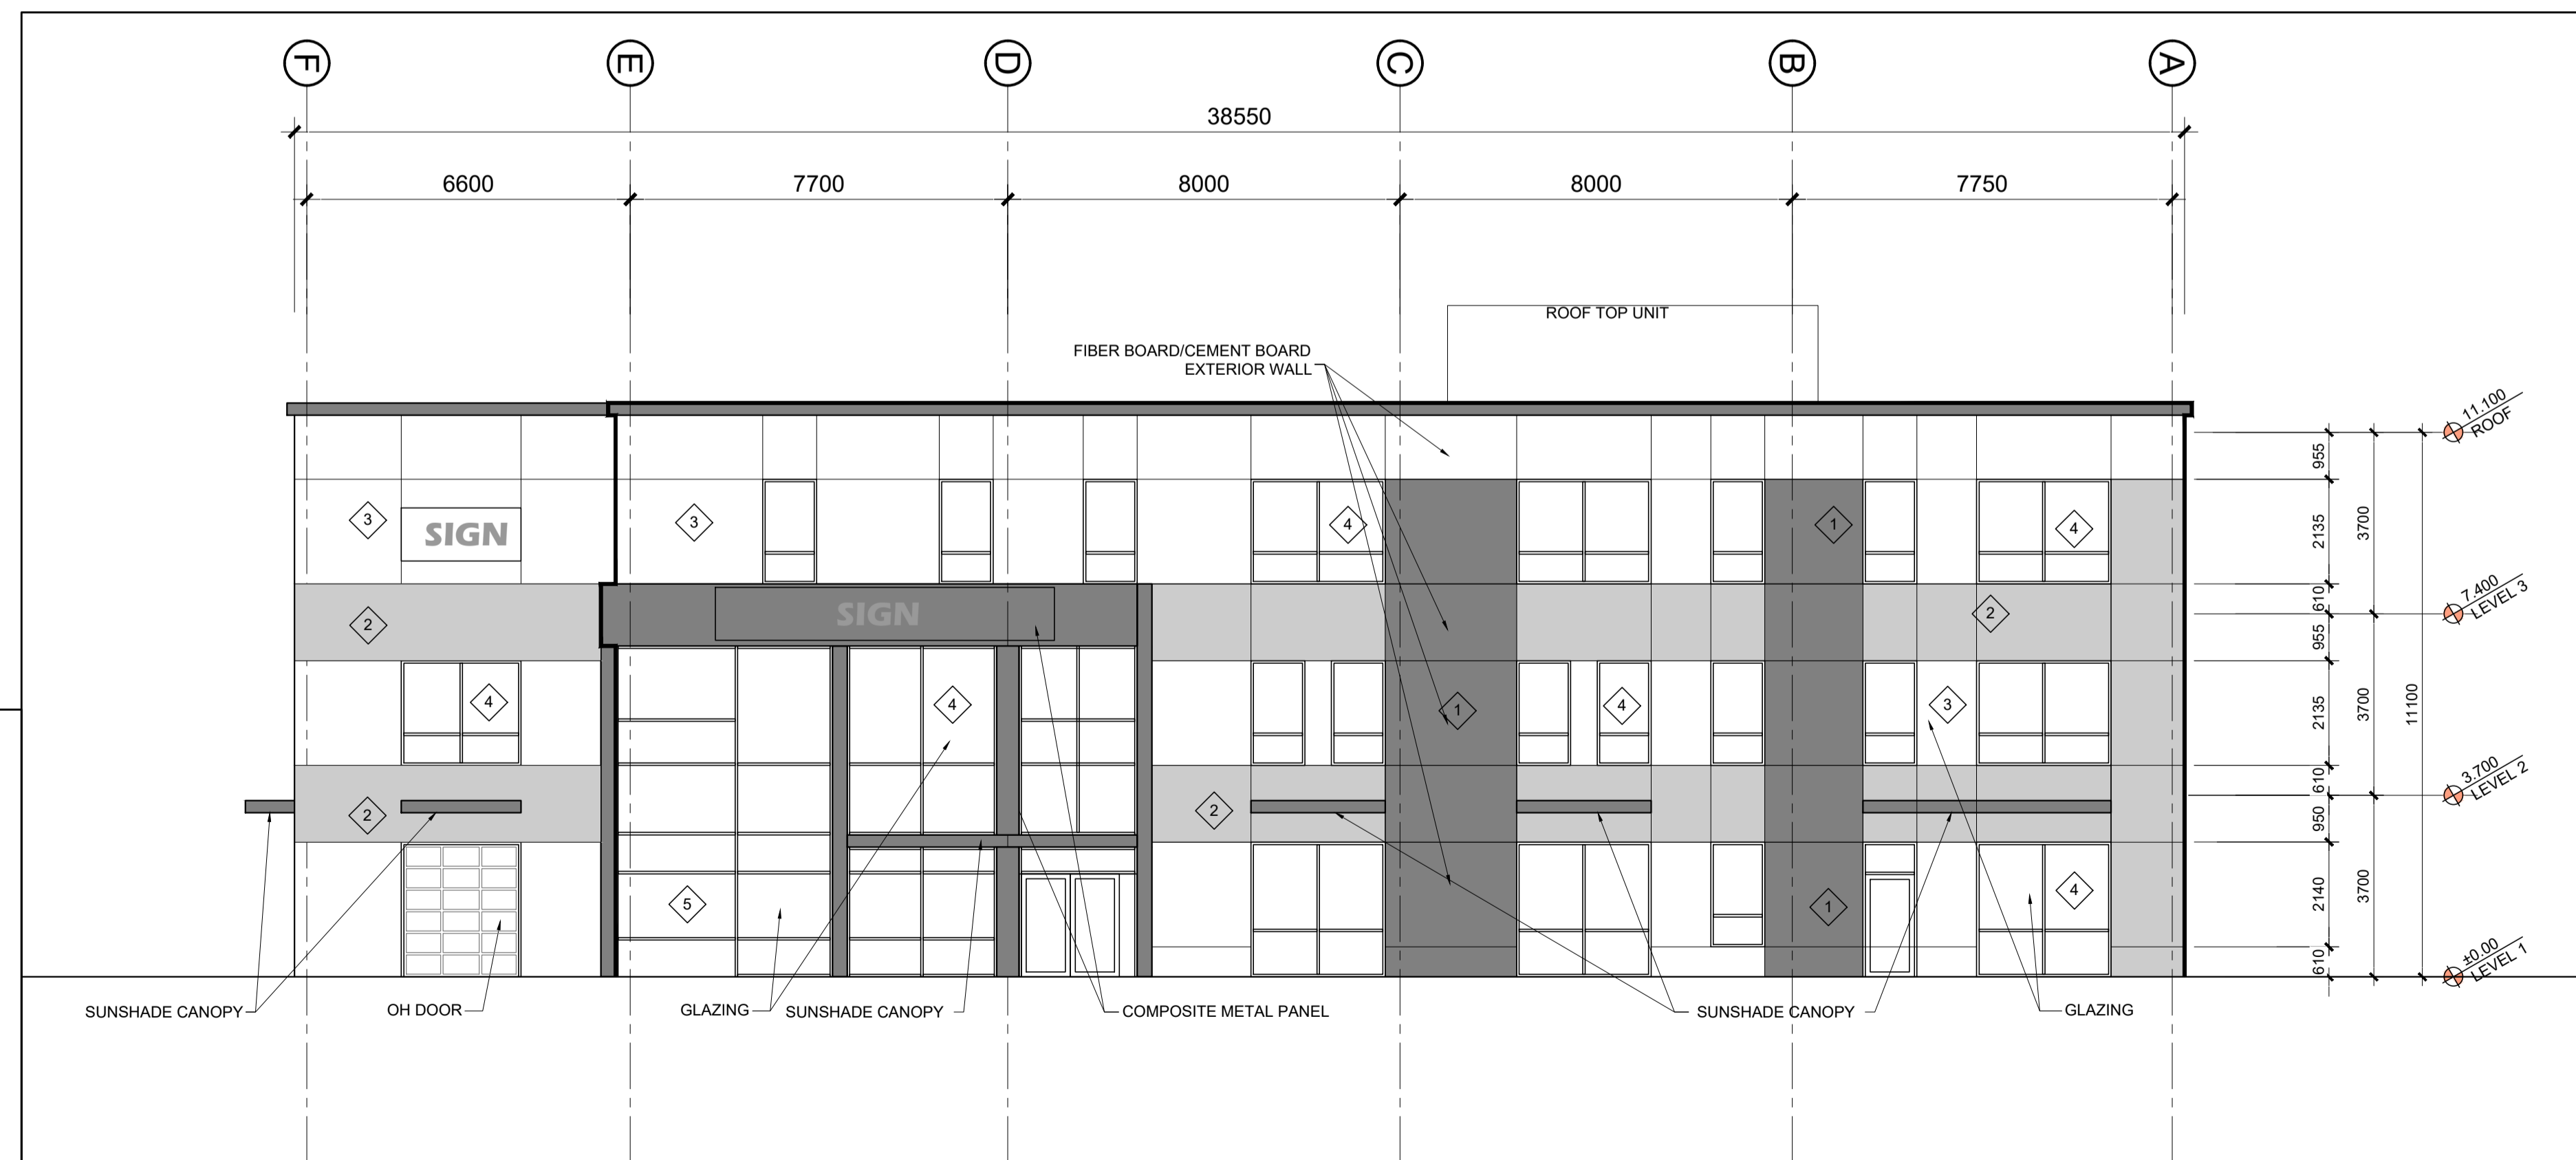 F
E
D
C
B
A
38550
6600
7700
8000
8000
7750
ROOF TOP UNIT
FIBER BOARD/CEMENT BOARD
EXTERIOR WALL
11.100
ROOF
955
3
SIGN
3
4
1
4
2135
3700
7.400
LEVEL 3
610
2
SIGN
2
955
4
4
1
4
3
2135
3700
11100
3.700
LEVEL 2
610
2
2
950
5
1
4
2140
3700
±0.00
LEVEL 1
610
SUNSHADE CANOPY
OH DOOR
GLAZING
SUNSHADE CANOPY
COMPOSITE METAL PANEL
SUNSHADE CANOPY
GLAZING